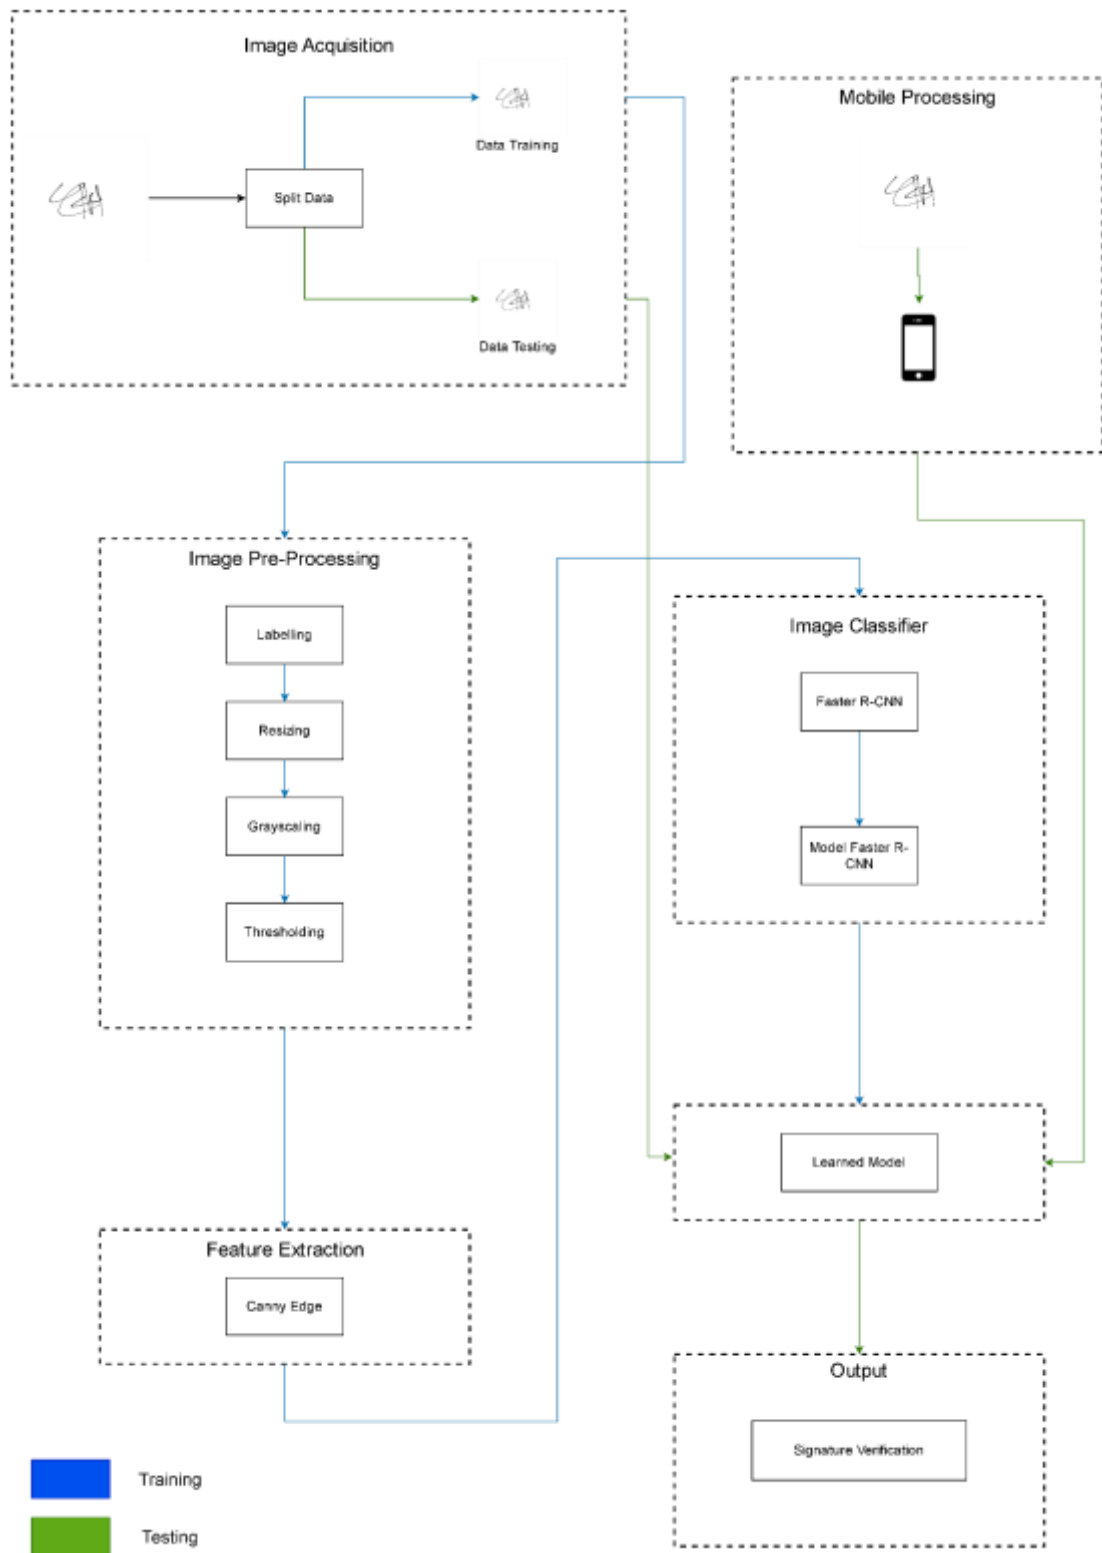 Image Acquisition
Data Training
Split Data
Data Testing
Mobile Processing
Image Pre-Processing
Labelling
Resizing
Grayscaling
Thresholding
Feature Extraction
Canny Edge
Image Classifier
Faster R-CNN
Model Faster R-
CNN
Learned Model
Output
Signature Verification
Training
Testing